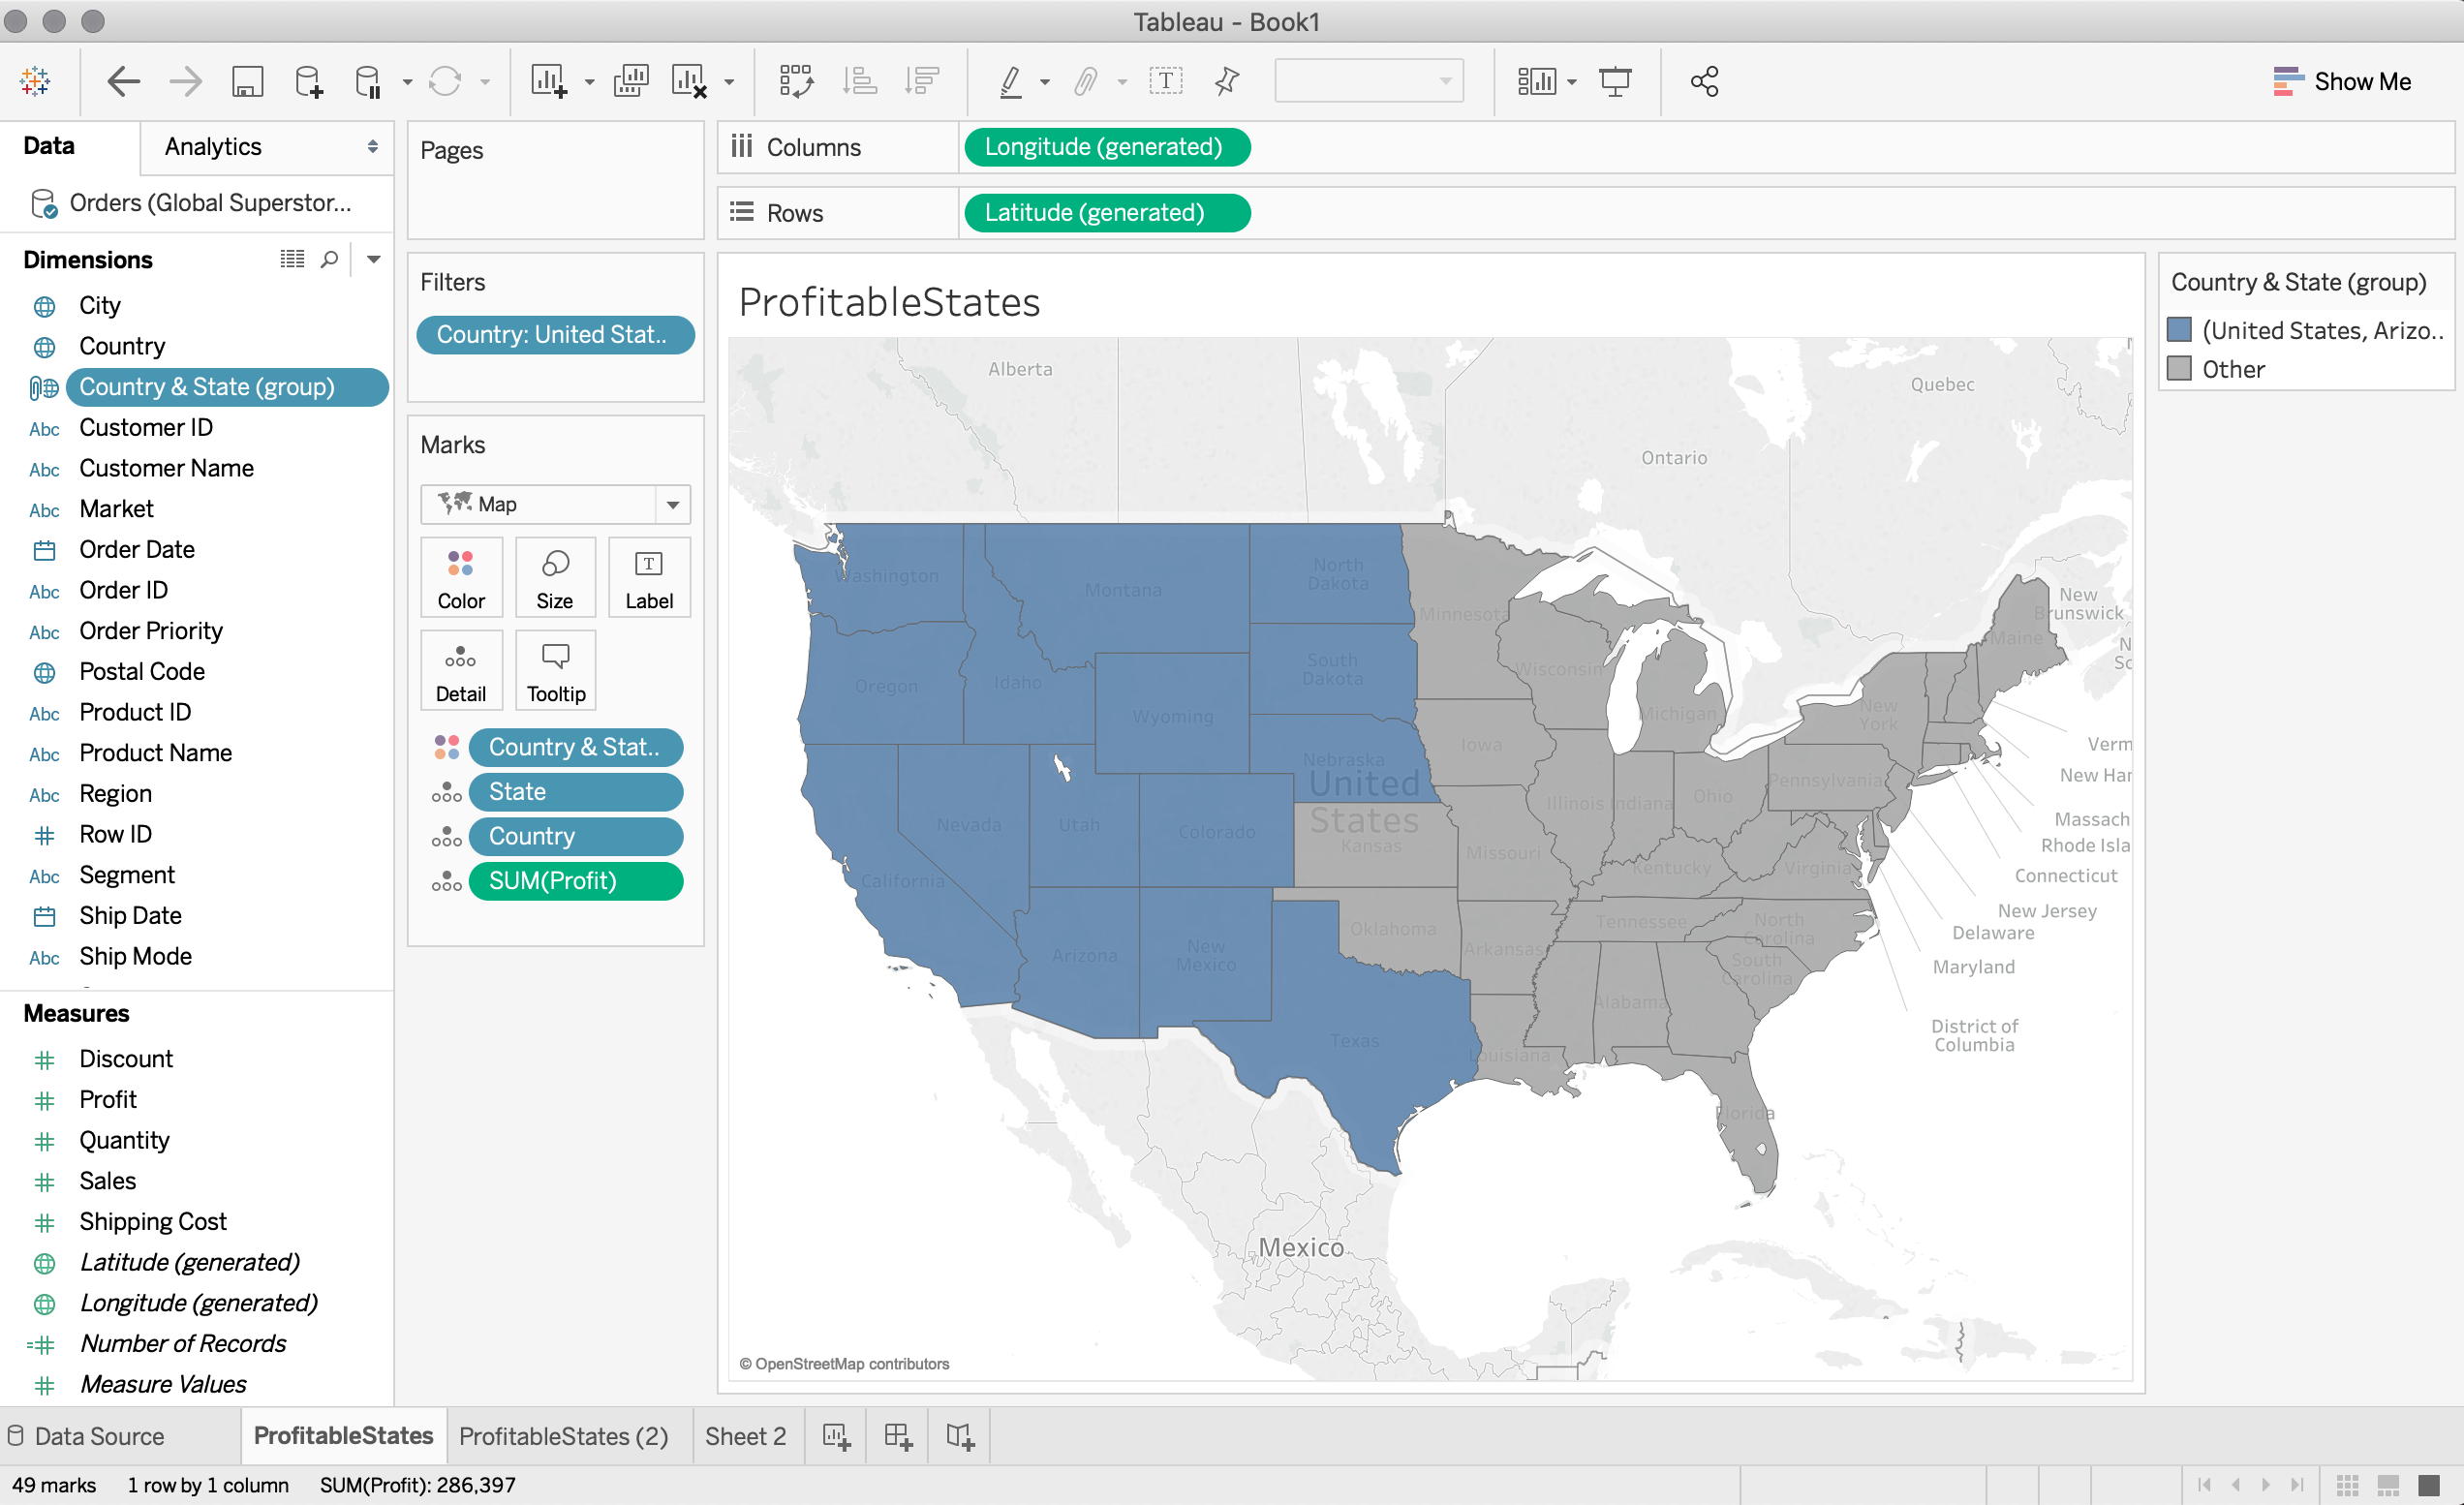 Tableau - Book1
Show Me
Data
Analytics
Orders (Global Superstor...
Dimensions
City
Country
Country & State (group)
Abc Customer ID
Abc Customer Name
Abc Market
Order Date
Abc Order ID
Abc Order Priority
Postal Code
Abc Product ID
Abc Product Name
Abc Region
# Row ID
Abc Segment
Ship Date
Abc Ship Mode
Measures
# Discount
# Profit
# Quantity
# Sales
# Shipping Cost
Latitude (generated)
Longitude (generated)
=# Number of Records
# Measure Values
Pages
Filters
Country: United Stat..
Marks
Map
Color
Size
T
Label
Detail
Tooltip
Country & Stat..
State
Country
SUM(Profit)
Columns
Longitude (generated)
Rows
Latitude (generated)
ProfitableStates
Alberta
Quebec
Ontario
Washington
Montana
North
Dakota
Minnesota
New
Brunswick
Maine
N
Sc
Oregon
Idaho
South
Dakota
Wisconsin
Wyoming
Michigan
New
York
Iowa
Nebraska
United
States
Verm
New Har
Pennsylvania
Nevada
Utah
Colorado
Illinois
Indiana
Ohio
Massach
Kansas
Missouri
Rhode Isla
California
Kentucky
Virginia
Connecticut
New Jersey
Arizona
New
Mexico
Oklahoma
Arkansas
Tennessee
North
Carolina
Delaware
South
Carolina
Maryland
Alabama
Texas
Louisiana
District of
Columbia
Florida
Mexico
© OpenStreetMap contributors
Country & State (group)
(United States, Arizo..
Other
Data Source
ProfitableStates
ProfitableStates (2)
Sheet 2
49 marks
1 row by 1 column
SUM(Profit): 286,397